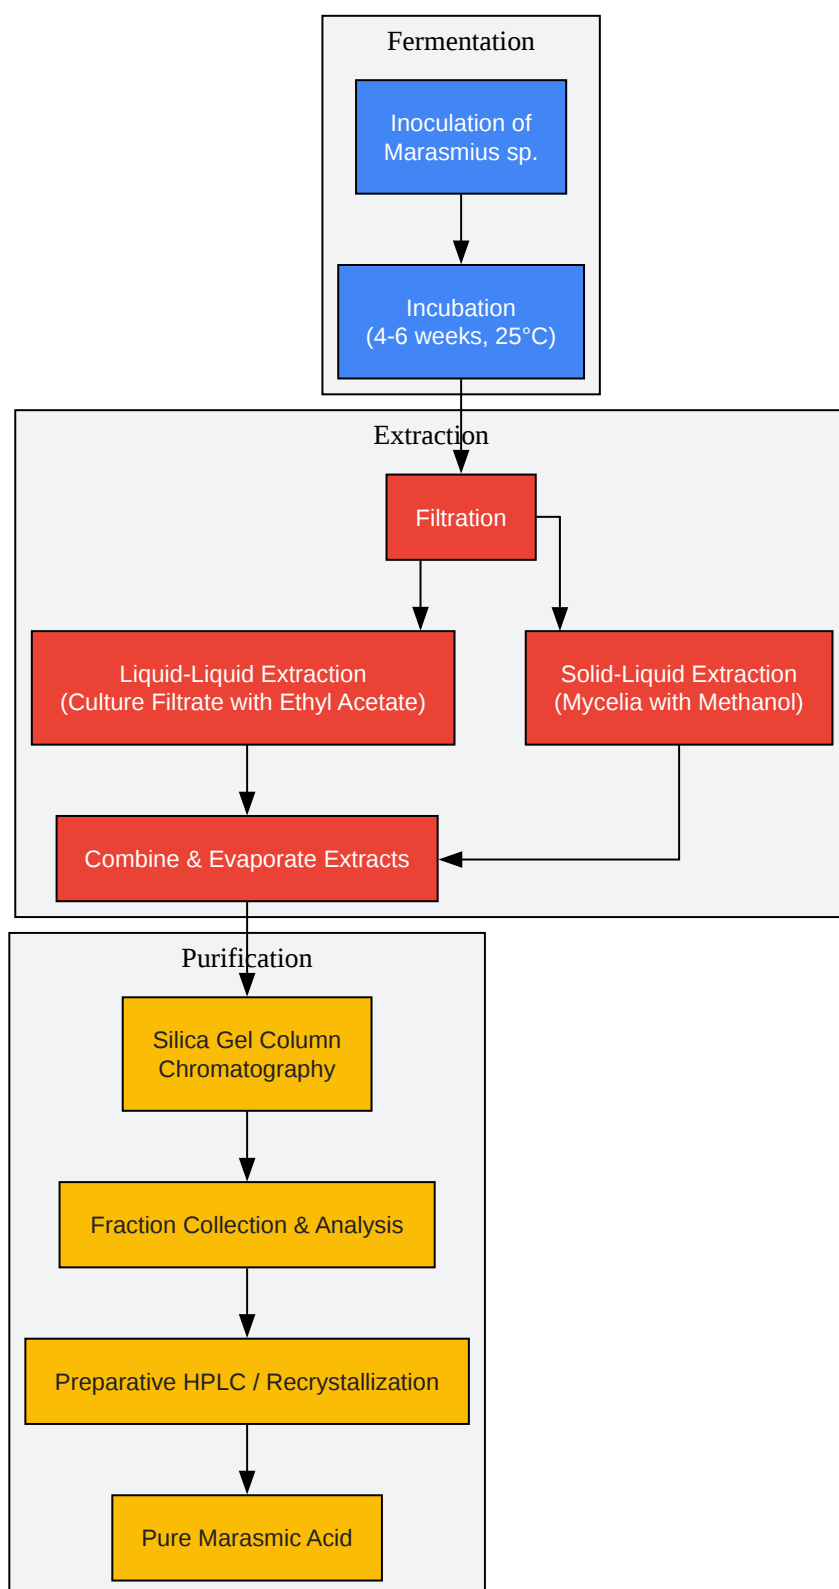 Fermentation
Inoculation of
Marasmius sp.
Incubation
(4-6 weeks, 25°C)
Extraction
Filtration
Liquid-Liquid Extraction
(Culture Filtrate with Ethyl Acetate)
Solid-Liquid Extraction
(Mycelia with Methanol)
Combine & Evaporate Extracts
Purification
Silica Gel Column
Chromatography
Fraction Collection & Analysis
Preparative HPLC / Recrystallization
Pure Marasmic Acid